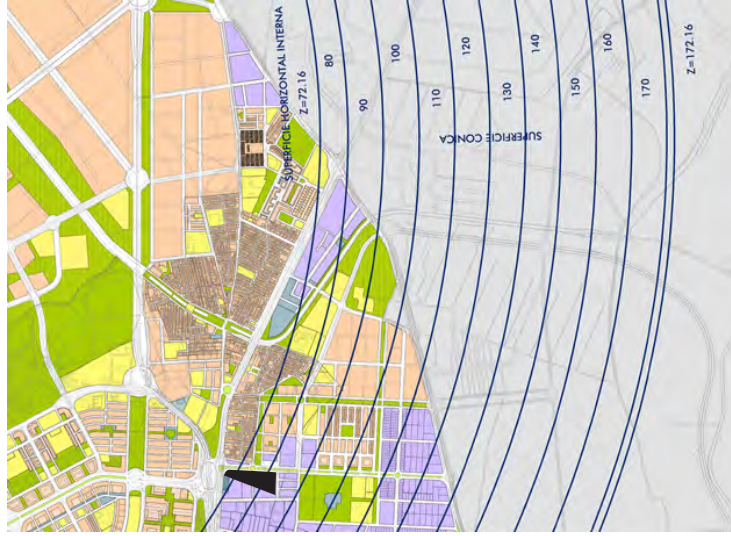 SUPERFICIE HORIZONTAL INTERNA
Z=72.16
80
90
100
110
120
130
140
150
160
170
Z=172.16
SUPERFICIE CONICA